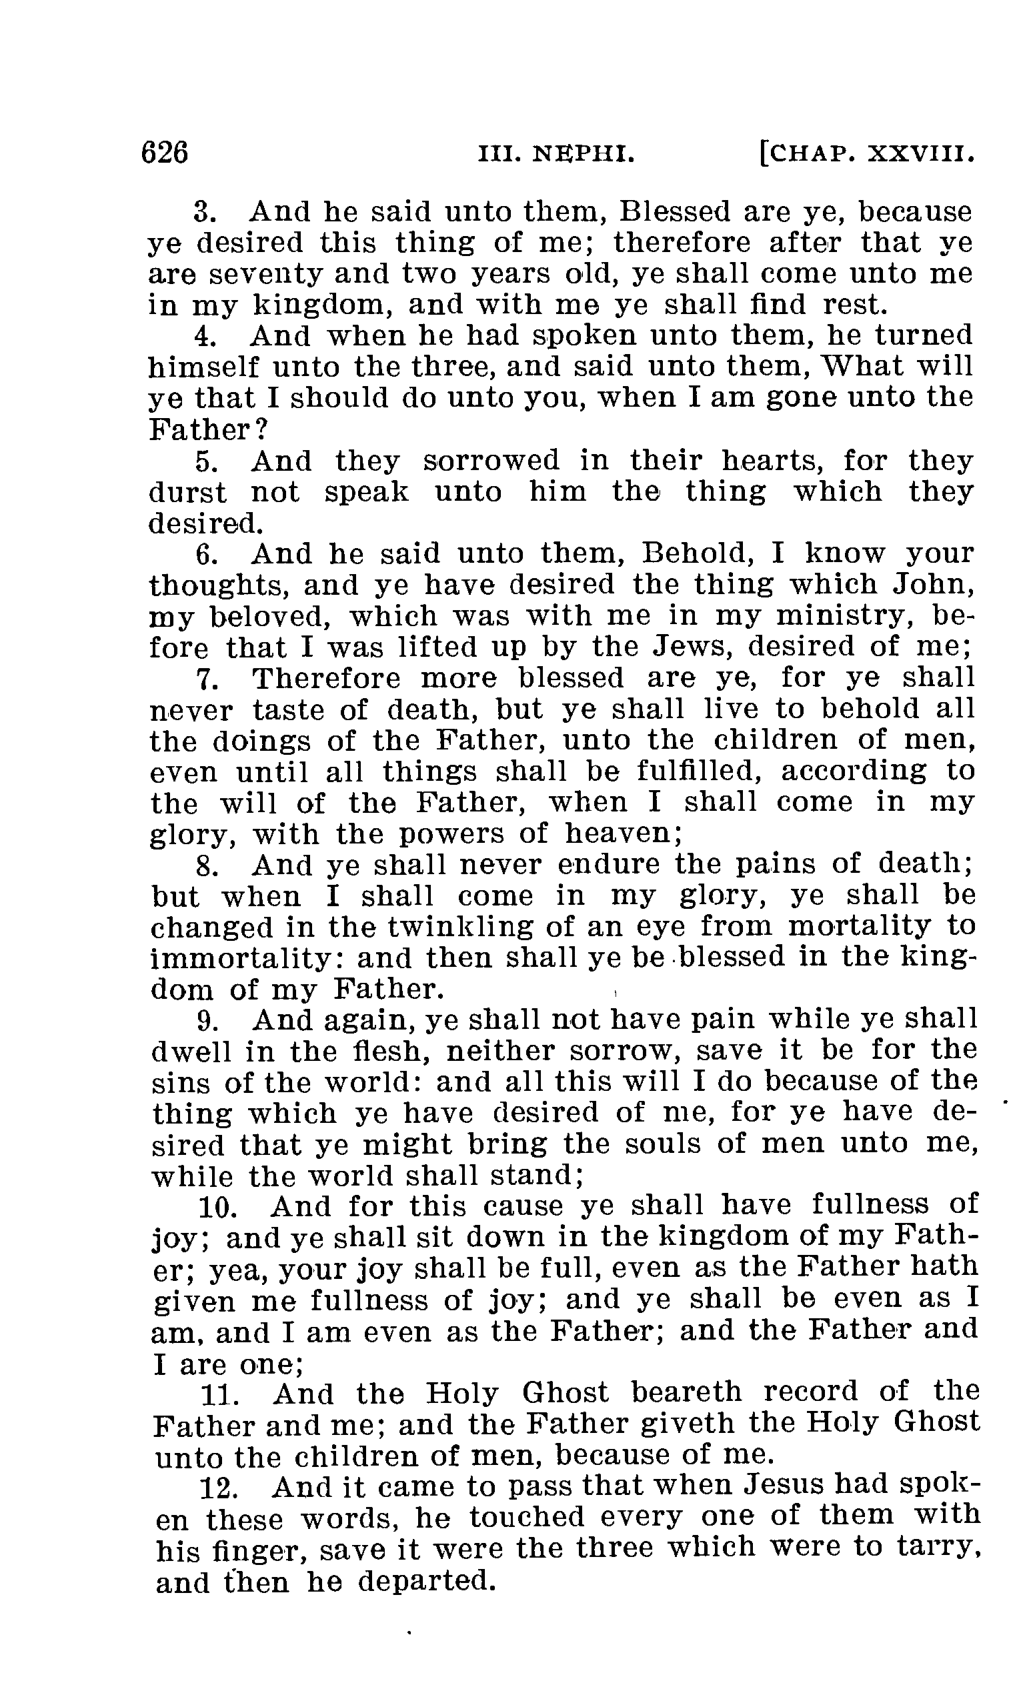 626 III. NEPHI. [CHAP. XXVIII.
3. And he said unto them, Blessed are ye, because
ye desired this thing of me; therefore after that ye
are seventy and two years old, ye shall come unto me
in my kingdom, and with me ye shall find rest.
4. And when he had spoken unto them, he turned
himself unto the three, and said unto them, What will
ye that I should do unto you, when I am gone unto the
Father?
5. And they sorrowed in their hearts, for they
durst not speak unto him the thing which they
desired.
6. And he said unto them, Behold, I know your
thoughts, and ye have desired the thing which John,
my beloved, which was with me in my ministry, be-
fore that I was lifted up by the Jews, desired of me;
7. Therefore more blessed are ye, for ye shall
never taste of death, but ye shall live to behold all
the doings of the Father, unto the children of men,
even until all things shall be fulfilled, according to
the will of the Father, when I shall come in my
glory, with the powers of heaven;
8. And ye shall never endure the pains of death;
but when I shall come in my glory, ye shall be
changed in the twinkling of an eye from mortality to
immortality: and then shall ye be blessed in the king-
dom of my Father.
9. And again, ye shall not have pain while ye shall
dwell in the flesh, neither sorrow, save it be for the
sins of the world: and all this will I do because of the
thing which ye have desired of me, for ye have de-
sired that ye might bring the souls of men unto me,
while the world shall stand;
10. And for this cause ye shall have fullness of
joy; and ye shall sit down in the kingdom of my Fath-
er; yea, your joy shall be full, even as the Father hath
given me fullness of joy; and ye shall be even as I
am, and I am even as the Father; and the Father and
I are one;
11. And the Holy Ghost beareth record of the
Father and me; and the Father giveth the Holy Ghost
unto the children of men, because of me.
12. And it came to pass that when Jesus had spok-
en these words, he touched every one of them with
his finger, save it were the three which were to tarry,
and then he departed.